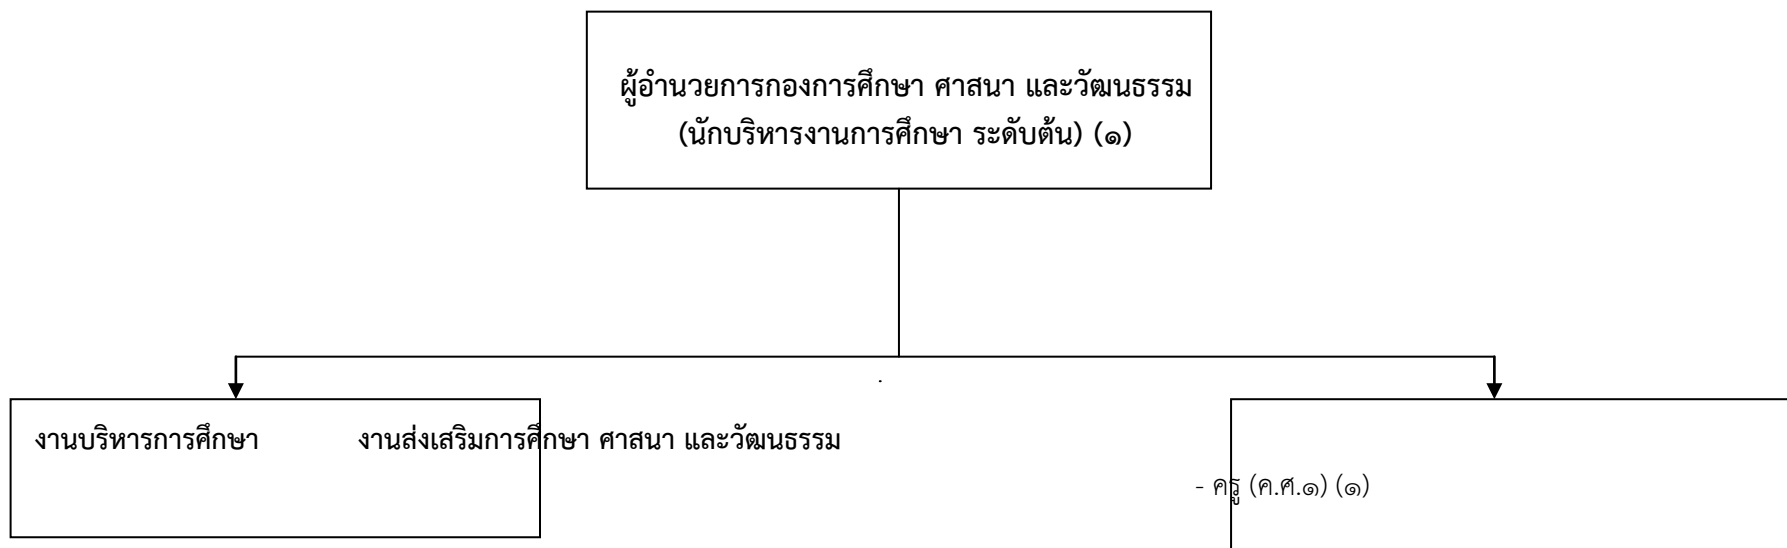 ผู้อำนวยการกองการศึกษา ศาสนา และวัฒนธรรม
(นักบริหารงานการศึกษา ระดับต้น) (๑)
งานบริหารการศึกษา งานส่งเสริมการศึกษา ศาสนา และวัฒนธรรม
- ครู (ค.ศ.๑) (๑)